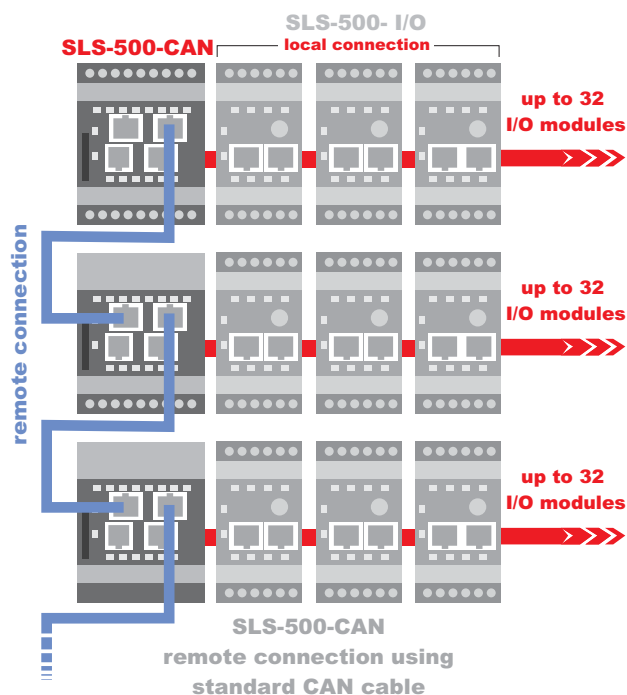 SLS-500- I/O
SLS-500-CAN
local connection
up to 32
I/O modules
remote connection
up to 32
I/O modules
up to 32
I/O modules
SLS-500-CAN
remote connection using
standard CAN cable